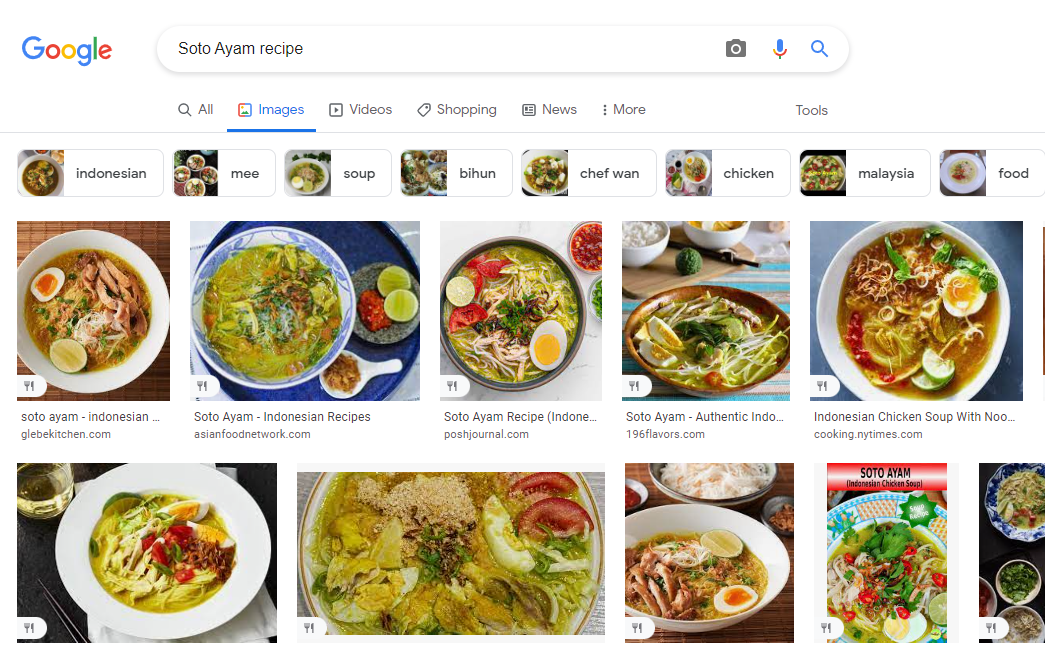 Google
Soto Ayam recipe
All
Images
Videos
Shopping
News
More
Tools
indonesian
mee
soup
bihun
chef wan
chicken
malaysia
food
soto ayam - indonesian ...
glebekitchen.com
Soto Ayam - Indonesian Recipes
asianfoodnetwork.com
Soto Ayam Recipe (Indone...
poshjournal.com
Soto Ayam - Authentic Indo...
196flavors.com
Indonesian Chicken Soup With Noo...
cooking.nytimes.com
SOTO AYAM
(Indonesian Chicken Soup)
Soup
Recipe